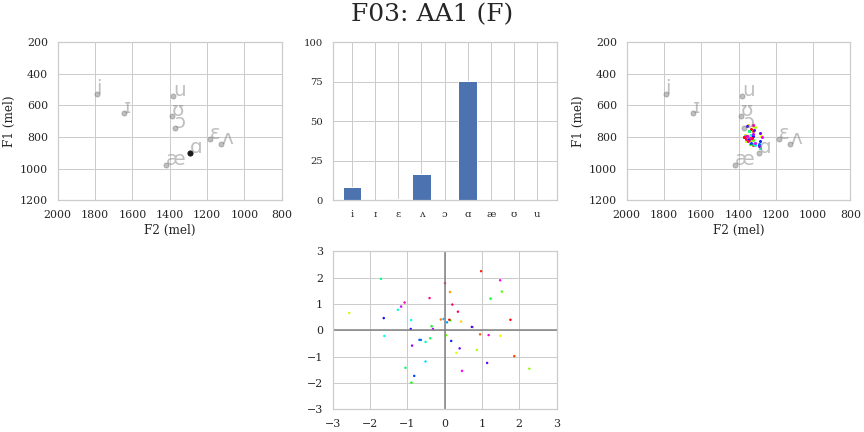 F03: AA1 (F)
200
400
600
800
1000
1200
F1 (mel)
2000 1800 1600 1400 1200 1000 800
F2 (mel)
i
ɪ
u
ʊ
ɔ
ɛ
ʌ
ɑ
æ
100
75
50
25
0
i ɪ ɛ ʌ ɔ ɑ æ ʊ u
200
400
600
800
1000
1200
F1 (mel)
2000 1800 1600 1400 1200 1000 800
F2 (mel)
i
ɪ
u
ʊ
ɔ
ɛ
ʌ
ɑ
æ
3
2
1
0
−1
−2
−3
−3 −2 −1 0 1 2 3